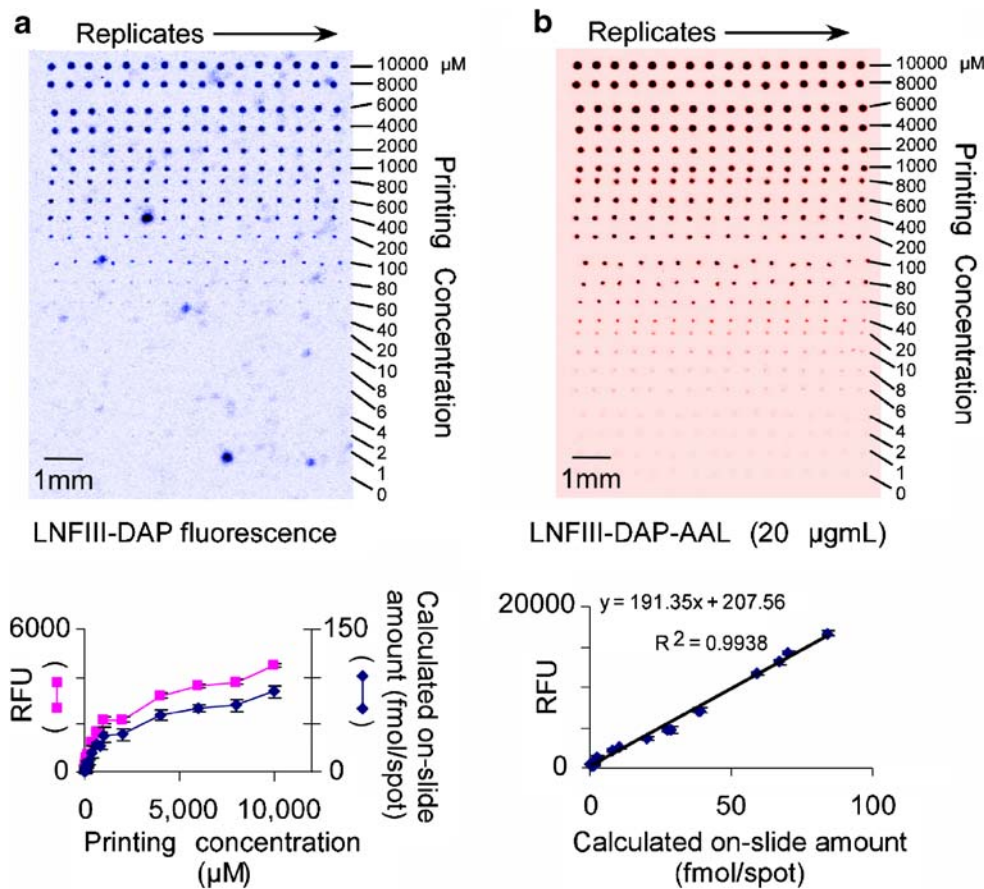 a
Replicates
10000 µM
8000
6000
4000
2000
1000
800
600
400
200
100
80
60
40
20
10
8
6
4
2
1
0
Printing Concentration
1mm
LNFIII-DAP fluorescence
b
Replicates
10000 µM
8000
6000
4000
2000
1000
800
600
400
200
100
80
60
40
20
10
8
6
4
2
1
0
Printing Concentration
1mm
LNFIII-DAP-AAL (20 µgmL)
6000
0
RFU ( )
150
0
Calculated on-slide
amount (fmol/spot)
( )
0
5,000
10,000
Printing concentration
(µM)
20000
0
RFU
y = 191.35x + 207.56
R2 = 0.9938
0
50
100
Calculated on-slide amount
(fmol/spot)